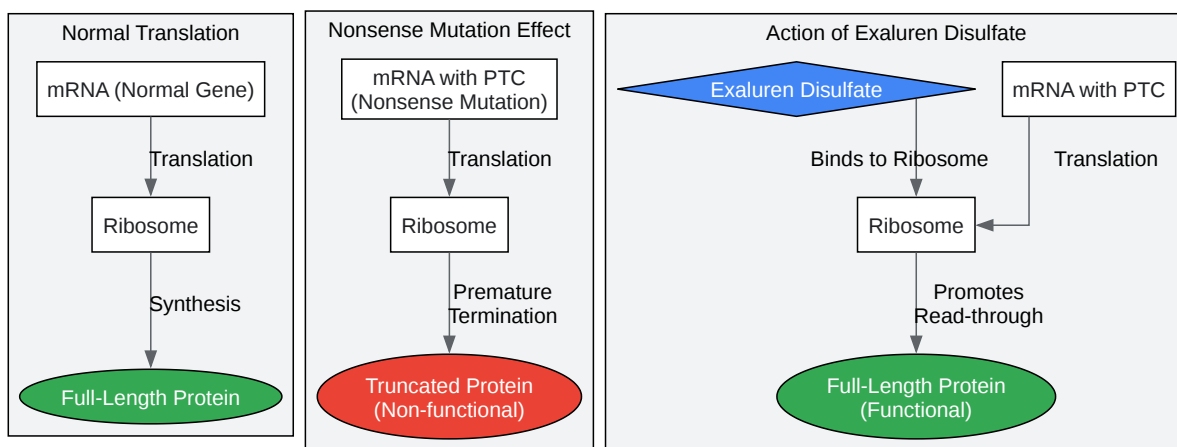 Normal Translation
mRNA (Normal Gene)
Translation
Ribosome
Synthesis
Full-Length Protein
Nonsense Mutation Effect
mRNA with PTC
(Nonsense Mutation)
Translation
Ribosome
Premature
Termination
Truncated Protein
(Non-functional)
Action of Exaluren Disulfate
Exaluren Disulfate
mRNA with PTC
Binds to Ribosome
Translation
Ribosome
Promotes
Read-through
Full-Length Protein
(Functional)